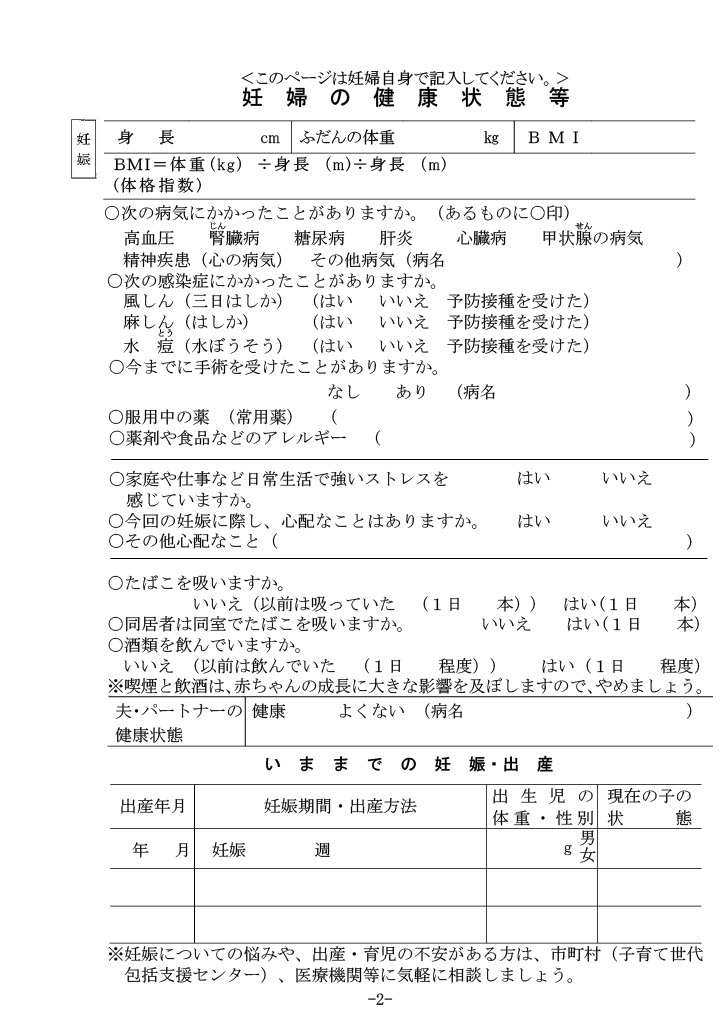 <このページは妊婦自身で記入してください。>
妊婦の健康状態等
妊娠
身長 cm ふだんの体重 kg BMI
BMI=体重(kg) ÷身長 (m)÷身長 (m)
(体格指数)
○次の病気にかかったことがありますか。(あるものに○印)
じん せん
高血圧 腎臓病 糖尿病 肝炎 心臓病 甲状腺の病気
精神疾患(心の病気) その他病気(病名 )
○次の感染症にかかったことがありますか。
風しん(三日はしか) (はい いいえ 予防接種を受けた)
麻しん(はしか) (はい いいえ 予防接種を受けた)
とう
水痘(水ぼうそう) (はい いいえ 予防接種を受けた)
○今までに手術を受けたことがありますか。
なし あり (病名 )
○服用中の薬 (常用薬) ( )
○薬剤や食品などのアレルギー ( )
○家庭や仕事など日常生活で強いストレスを はい いいえ
感じていますか。
○今回の妊娠に際し、心配なことはありますか。 はい いいえ
○その他心配なこと( )
○たばこを吸いますか。
いいえ(以前は吸っていた (1日 本)) はい(1日 本)
○同居者は同室でたばこを吸いますか。 いいえ はい(1日 本)
○酒類を飲んでいますか。
いいえ (以前は飲んでいた (1日 程度)) はい(1日 程度)
※喫煙と飲酒は、赤ちゃんの成長に大きな影響を及ぼしますので、やめましょう。
夫・パートナーの 健康 よくない (病名 )
健康状態
いままでの妊娠・出産
出産年月 妊娠期間・出産方法 出生児の 現在の子の
体重・性別 状態
年 月 妊娠 週 g 男
女
※妊娠についての悩みや、出産・育児の不安がある方は、市町村(子育て世代
包括支援センター)、医療機関等に気軽に相談しましょう。
-2-